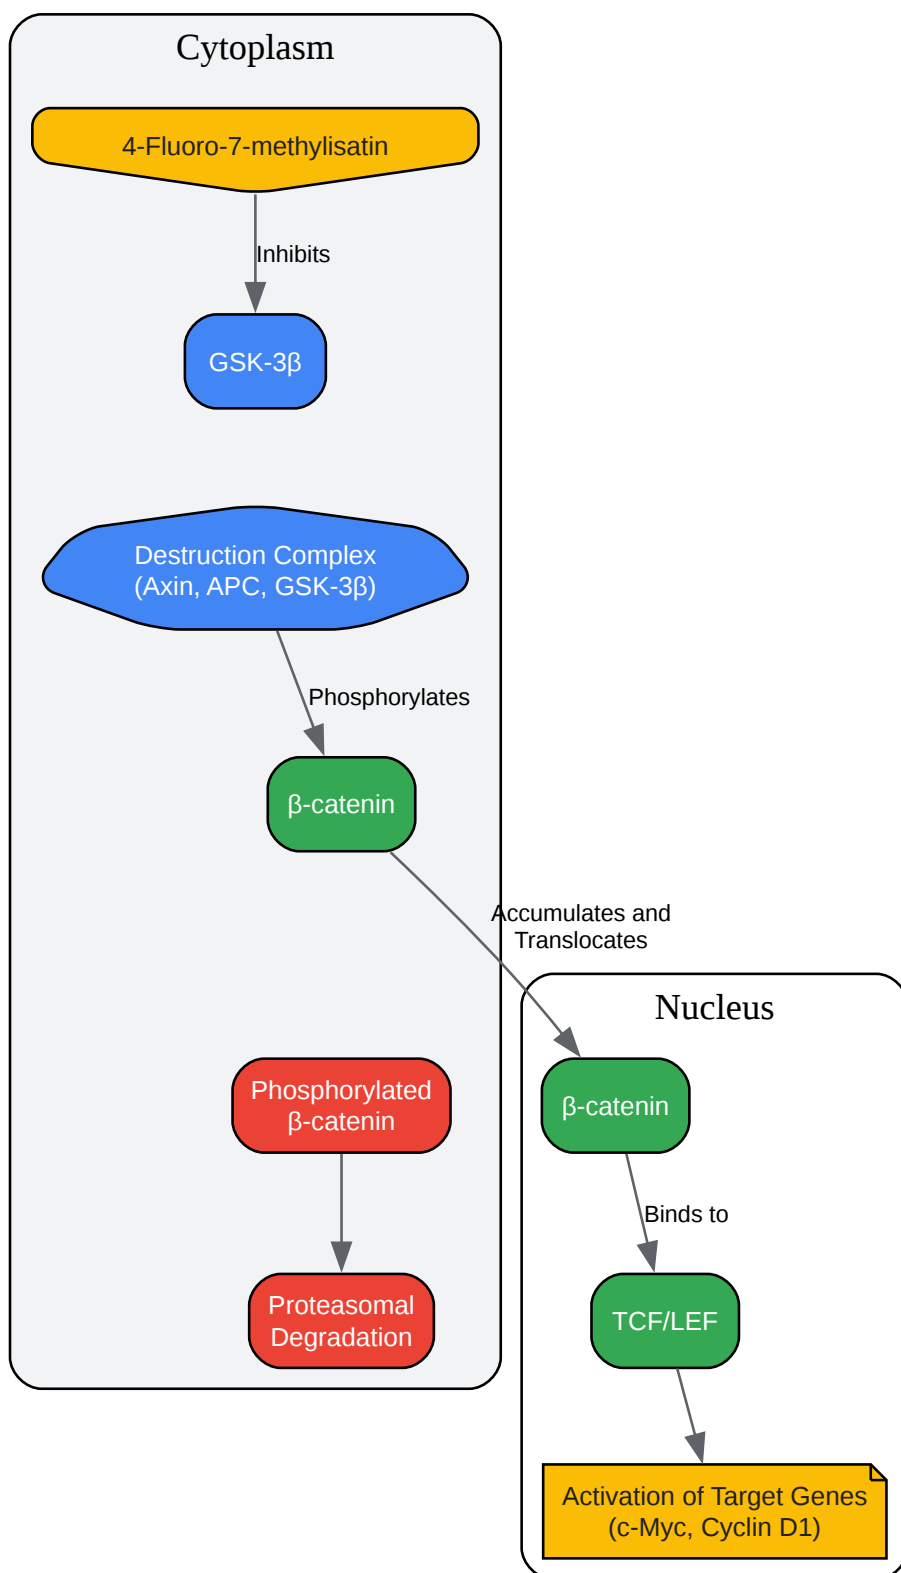 Cytoplasm
4-Fluoro-7-methylisatin
Inhibits
GSK-3β
Destruction Complex
(Axin, APC, GSK-3β)
Phosphorylates
β-catenin
Accumulates and
Translocates
Nucleus
Phosphorylated
β-catenin
β-catenin
Binds to
Proteasomal
Degradation
TCF/LEF
Activation of Target Genes
(c-Myc, Cyclin D1)